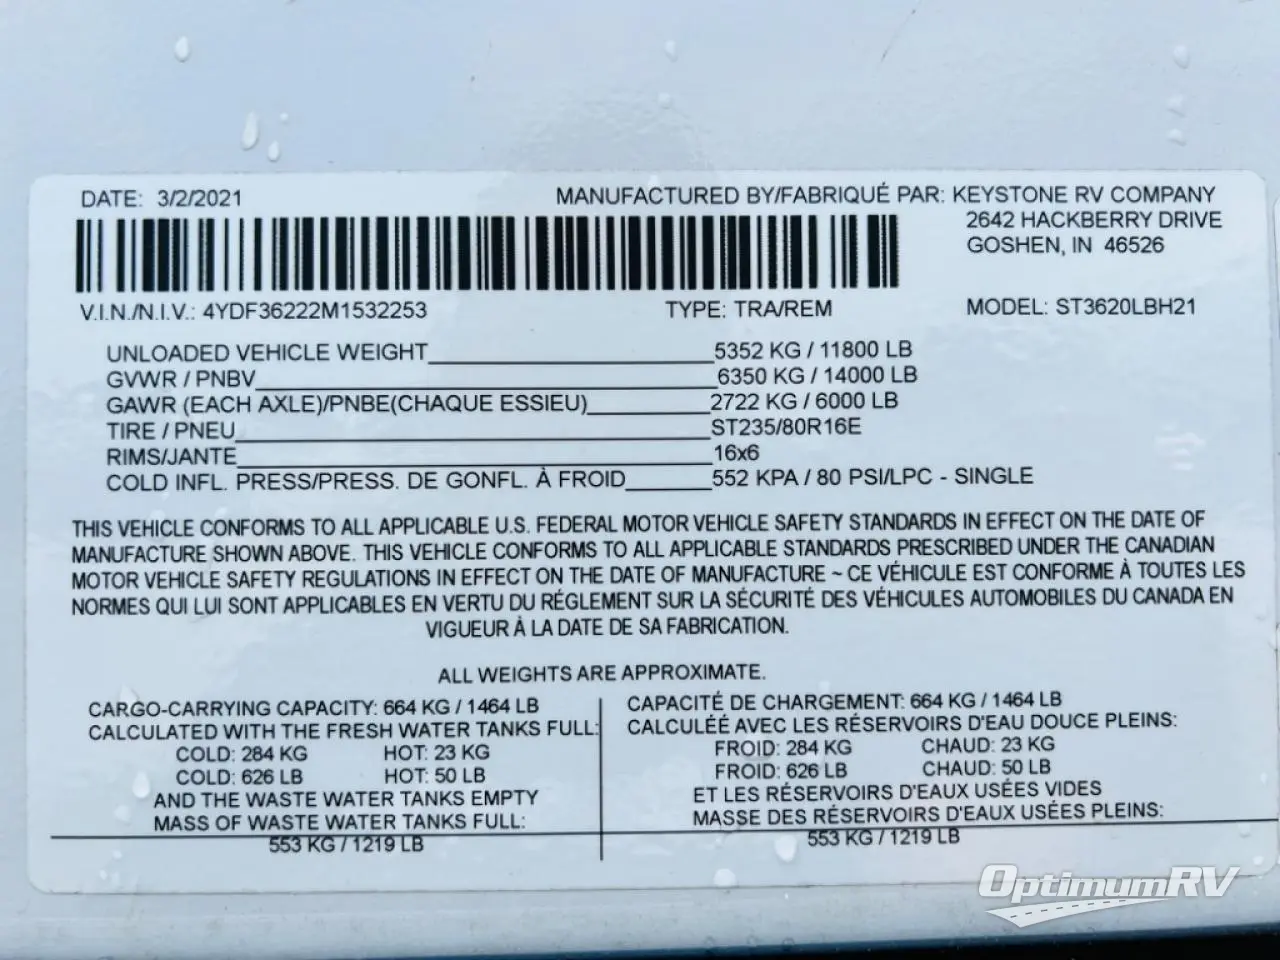 DATE: 3/2/2021
MANUFACTURED BY/FABRIQUÉ PAR: KEYSTONE RV COMPANY
2642 HACKBERRY DRIVE
GOSHEN, IN 46526
V.I.N./N.I.V.: 4YDF36222M1532253 TYPE: TRA/REM MODEL: ST3620LBH21
UNLOADED VEHICLE WEIGHT 5352 KG / 11800 LB
GVWR / PNBV 6350 KG / 14000 LB
GAWR (EACH AXLE)/PNBE(CHAQUE ESSIEU) 2722 KG / 6000 LB
TIRE / PNEU ST235/80R16E
RIMS/JANTE 16x6
COLD INFL. PRESS/PRESS. DE GONFL. À FROID 552 KPA / 80 PSI/LPC - SINGLE
THIS VEHICLE CONFORMS TO ALL APPLICABLE U.S. FEDERAL MOTOR VEHICLE SAFETY STANDARDS IN EFFECT ON THE DATE OF
MANUFACTURE SHOWN ABOVE. THIS VEHICLE CONFORMS TO ALL APPLICABLE STANDARDS PRESCRIBED UNDER THE CANADIAN
MOTOR VEHICLE SAFETY REGULATIONS IN EFFECT ON THE DATE OF MANUFACTURE ~ CE VÉHICULE EST CONFORME À TOUTES LES
NORMES QUI LUI SONT APPLICABLES EN VERTU DU RÉGLEMENT SUR LA SÉCURITÉ DES VÉHICULES AUTOMOBILES DU CANADA EN
VIGUEUR À LA DATE DE SA FABRICATION.
ALL WEIGHTS ARE APPROXIMATE.
CARGO-CARRYING CAPACITY: 664 KG / 1464 LB
CALCULATED WITH THE FRESH WATER TANKS FULL:
COLD: 284 KG HOT: 23 KG
COLD: 626 LB HOT: 50 LB
AND THE WASTE WATER TANKS EMPTY
MASS OF WASTE WATER TANKS FULL:
553 KG / 1219 LB
CAPACITÉ DE CHARGEMENT: 664 KG / 1464 LB
CALCULÉÉ AVEC LES RÉSERVOIRS D'EAU DOUCE PLEINS:
FROID: 284 KG CHAUD: 23 KG
FROID: 626 LB CHAUD: 50 LB
ET LES RÉSERVOIRS D'EAUX USÉES VIDES
MASSE DES RÉSERVOIRS D'EAUX USÉES PLEINS:
553 KG / 1219 LB
OptimumRV